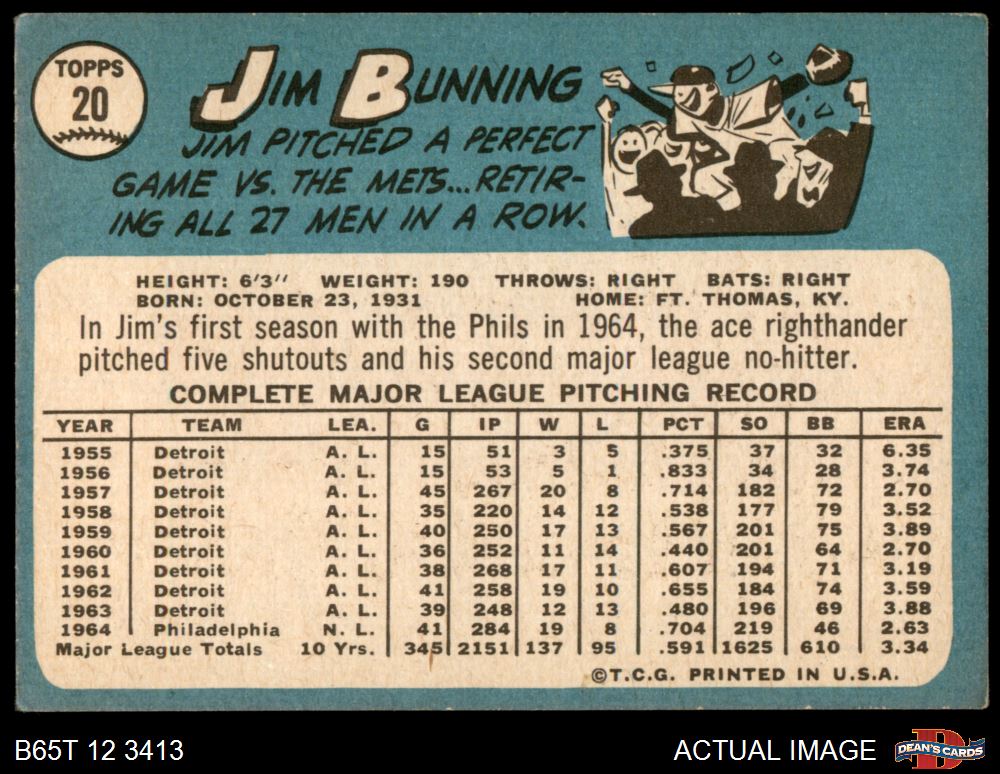 TOPPS
20
JIM BUNNING
JIM PITCHED A PERFECT
GAME VS. THE METS...RETIR-
ING ALL 27 MEN IN A ROW.
HEIGHT: 6'3" WEIGHT: 190 THROWS: RIGHT BATS: RIGHT
BORN: OCTOBER 23, 1931 HOME: FT. THOMAS, KY.
In Jim's first season with the Phils in 1964, the ace righthander
pitched five shutouts and his second major league no-hitter.
COMPLETE MAJOR LEAGUE PITCHING RECORD
YEAR TEAM LEA. G IP W L PCT SO BB ERA
1955 Detroit A. L. 15 51 3 5 .375 37 32 6.35
1956 Detroit A. L. 15 53 5 1 .833 34 28 3.74
1957 Detroit A. L. 45 267 20 8 .714 182 72 2.70
1958 Detroit A. L. 35 220 14 12 .538 177 79 3.52
1959 Detroit A. L. 40 250 17 13 .567 201 75 3.89
1960 Detroit A. L. 36 252 11 14 .440 201 64 2.70
1961 Detroit A. L. 38 268 17 11 .607 194 71 3.19
1962 Detroit A. L. 41 258 19 10 .655 184 74 3.59
1963 Detroit A. L. 39 248 12 13 .480 196 69 3.88
1964 Philadelphia N. L. 41 284 19 8 .704 219 46 2.63
Major League Totals 10 Yrs. 345 2151 137 95 .591 1625 610 3.34
©T.C.G. PRINTED IN U.S.A.
B65T 12 3413 ACTUAL IMAGE DEAN'S CARDS